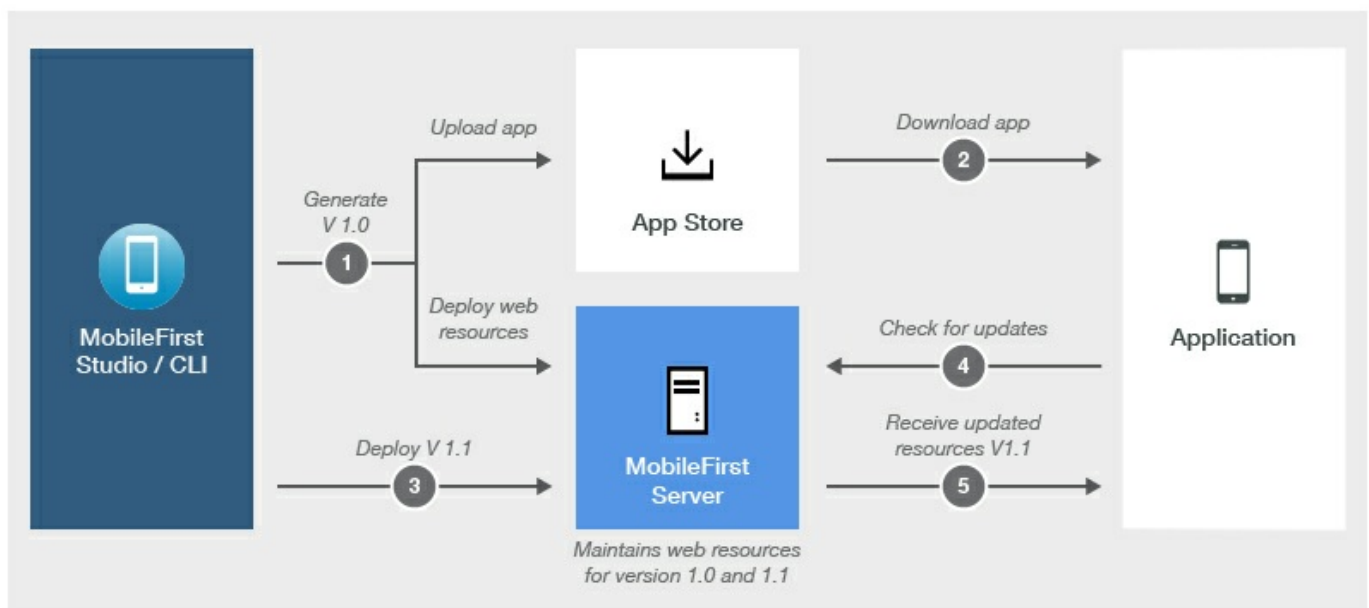 MobileFirst
Studio / CLI
Generate
V 1.0
1
Upload app
Deploy web
resources
Deploy V 1.1
3
App Store
MobileFirst
Server
Maintains web resources
for version 1.0 and 1.1
Download app
2
Check for updates
4
Receive updated
resources V1.1
5
Application